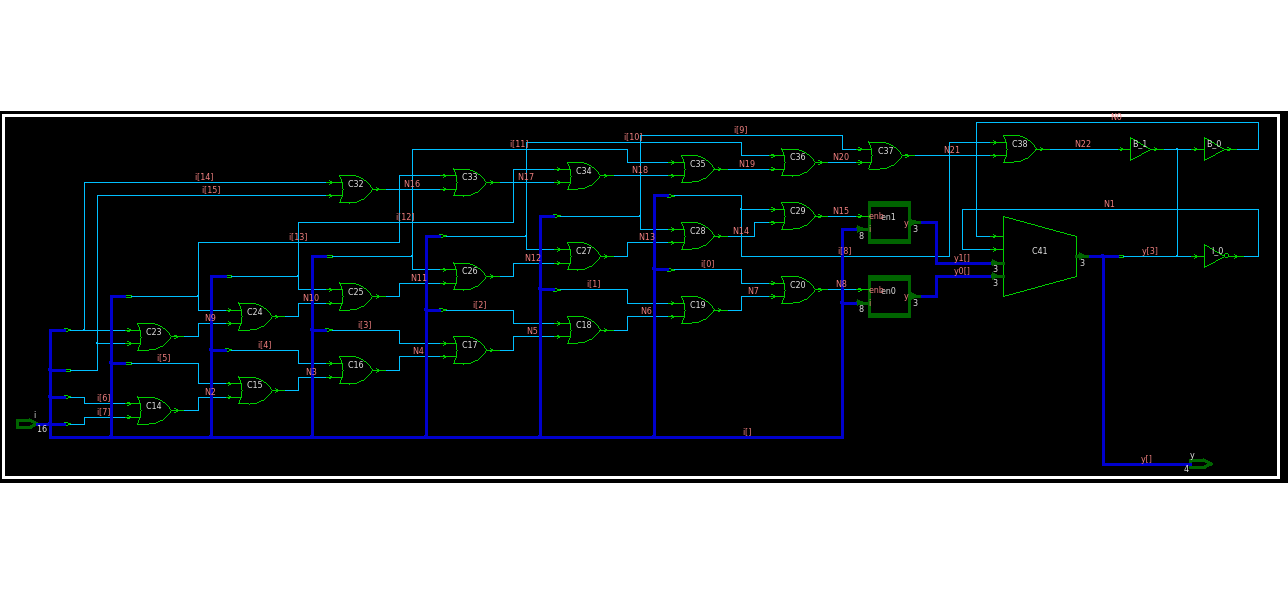 N0
i[9]
i[10]
i[11]
C38
N22
B_1
B_0
C37
N21
C36
N20
C35
N19
C34
N18
C33
N17
C32
N16
i[14]
i[15]
i[12]
i[13]
C29
N15
enb
en1
y
3
8
N1
C28
N14
C27
N13
C26
N12
C25
N11
C24
N10
C23
N9
i[8]
C41
3
y[3]
I_0
y1[]
3
y0[]
3
i[0]
C20
N8
enb
en0
y
3
i
8
i[1]
C19
N7
i[2]
C18
N6
i[3]
C17
N5
i[4]
C16
N4
i[5]
C15
N3
i[6]
i[7]
C14
N2
i
16
i[]
y[]
y
4